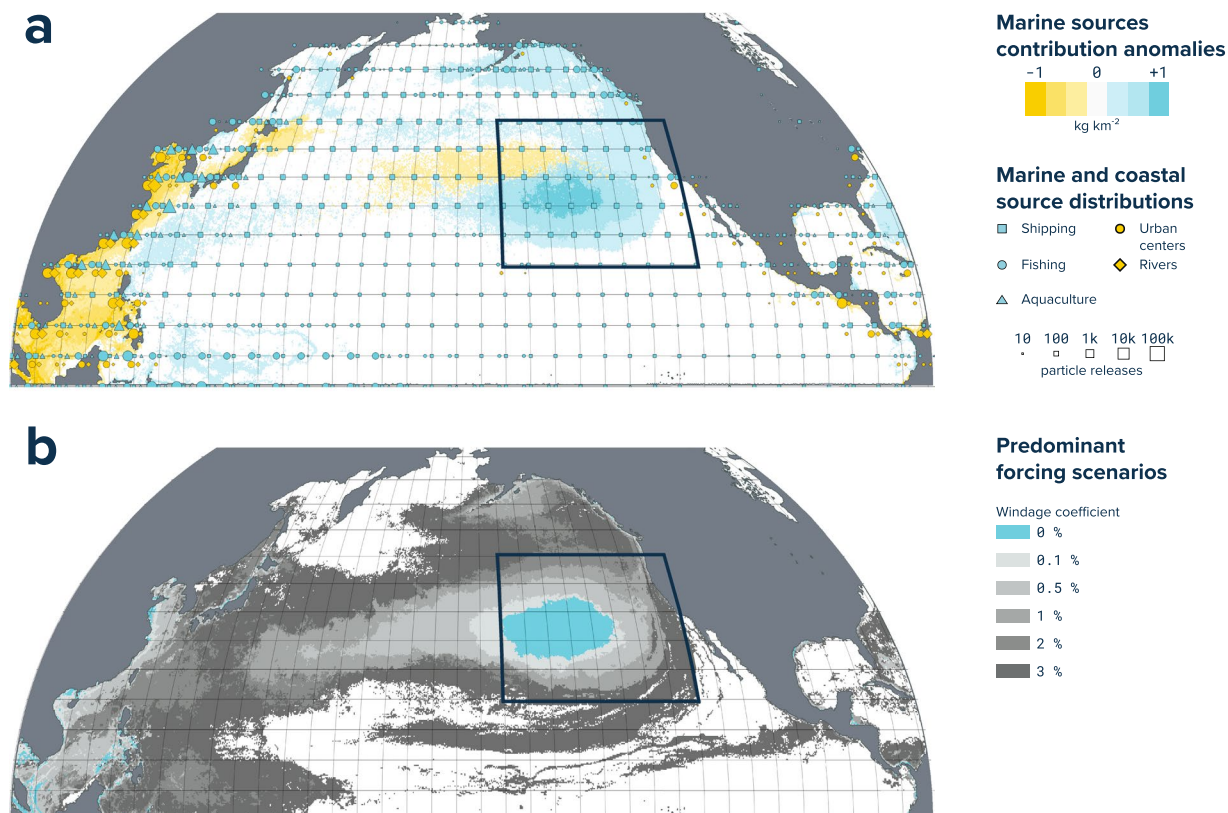 a
Marine sources
contribution anomalies
-1 0 +1
kg km-2
Marine and coastal
source distributions
Shipping
Urban
centers
Fishing
Rivers
Aquaculture
10 100 1k 10k 100k
particle releases
b
Predominant
forcing scenarios
Windage coefficient
0 %
0.1 %
0.5 %
1 %
2 %
3 %